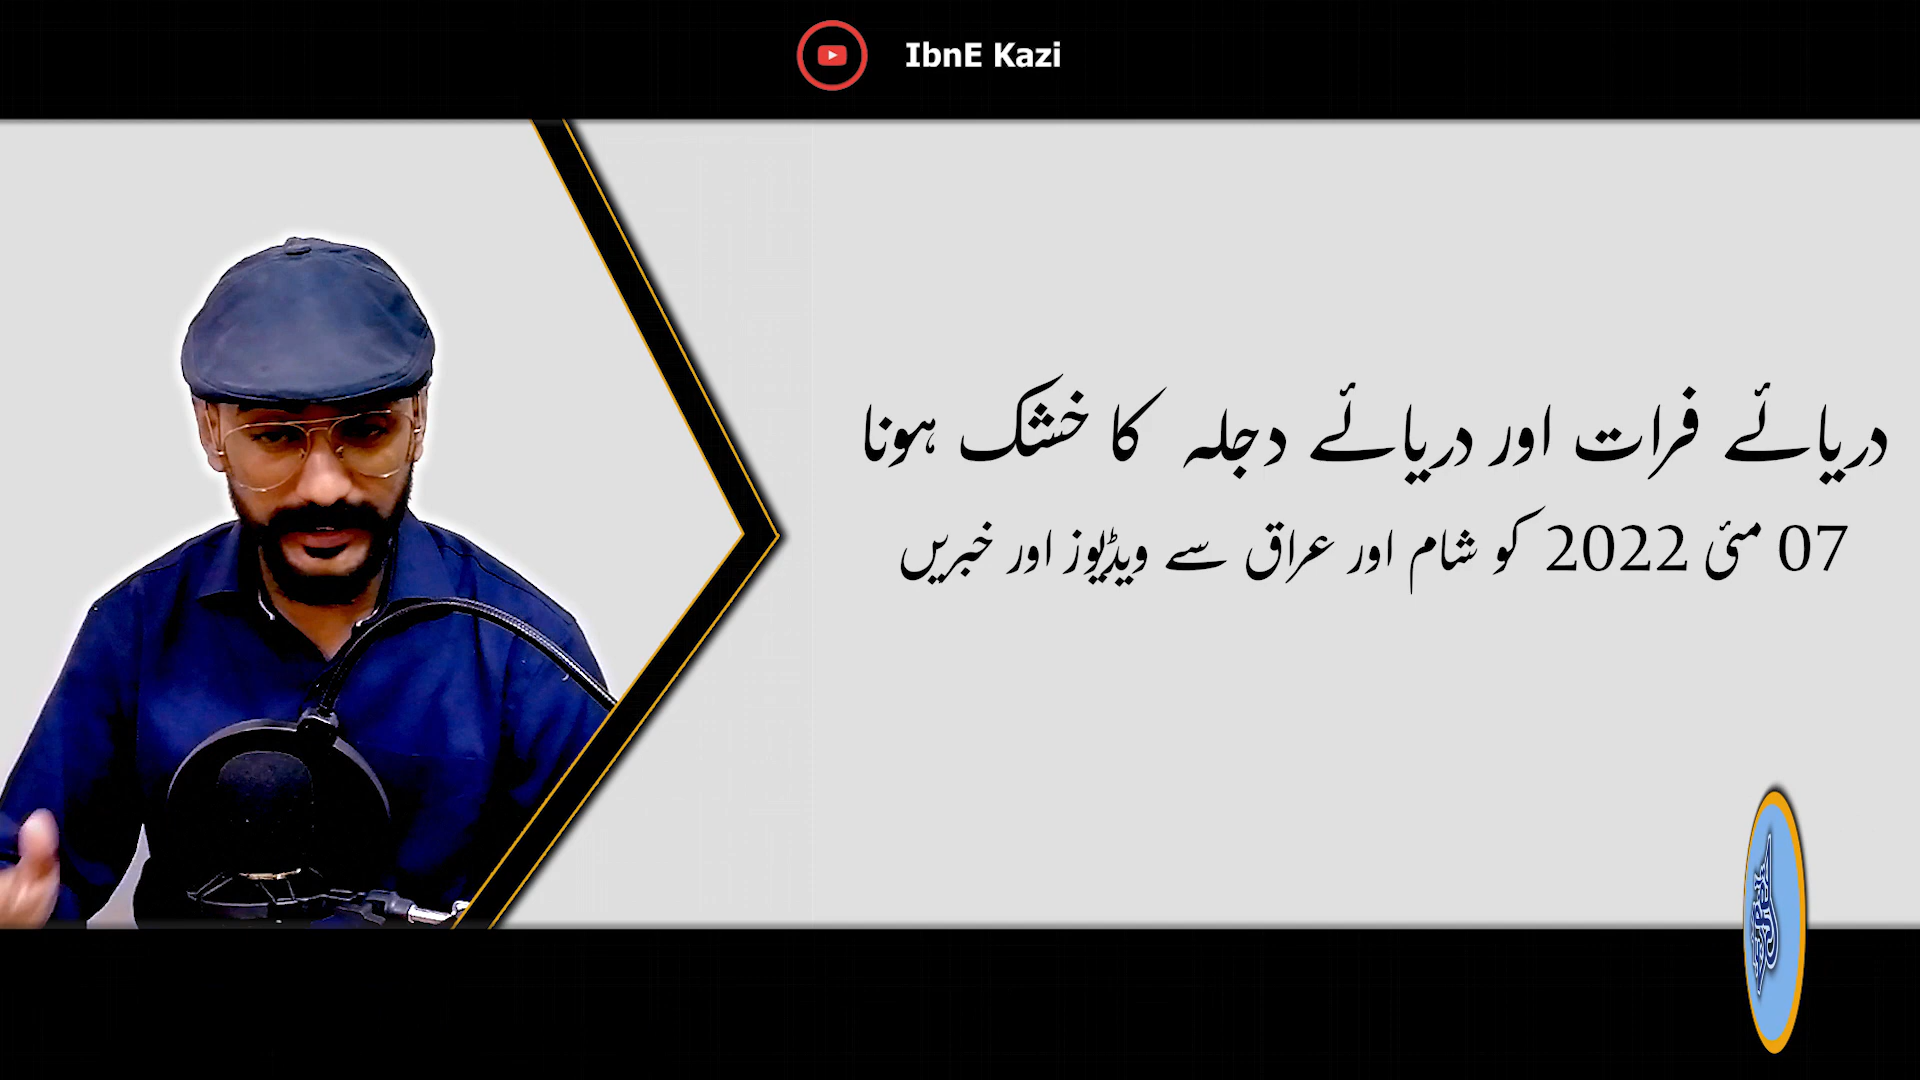 IbnE Kazi
دریائے فرات اور دریائے دجلہ کا خشک ہونا
07 مئی 2022 کو شام اور عراق سے ویڈیوز اور خبریں